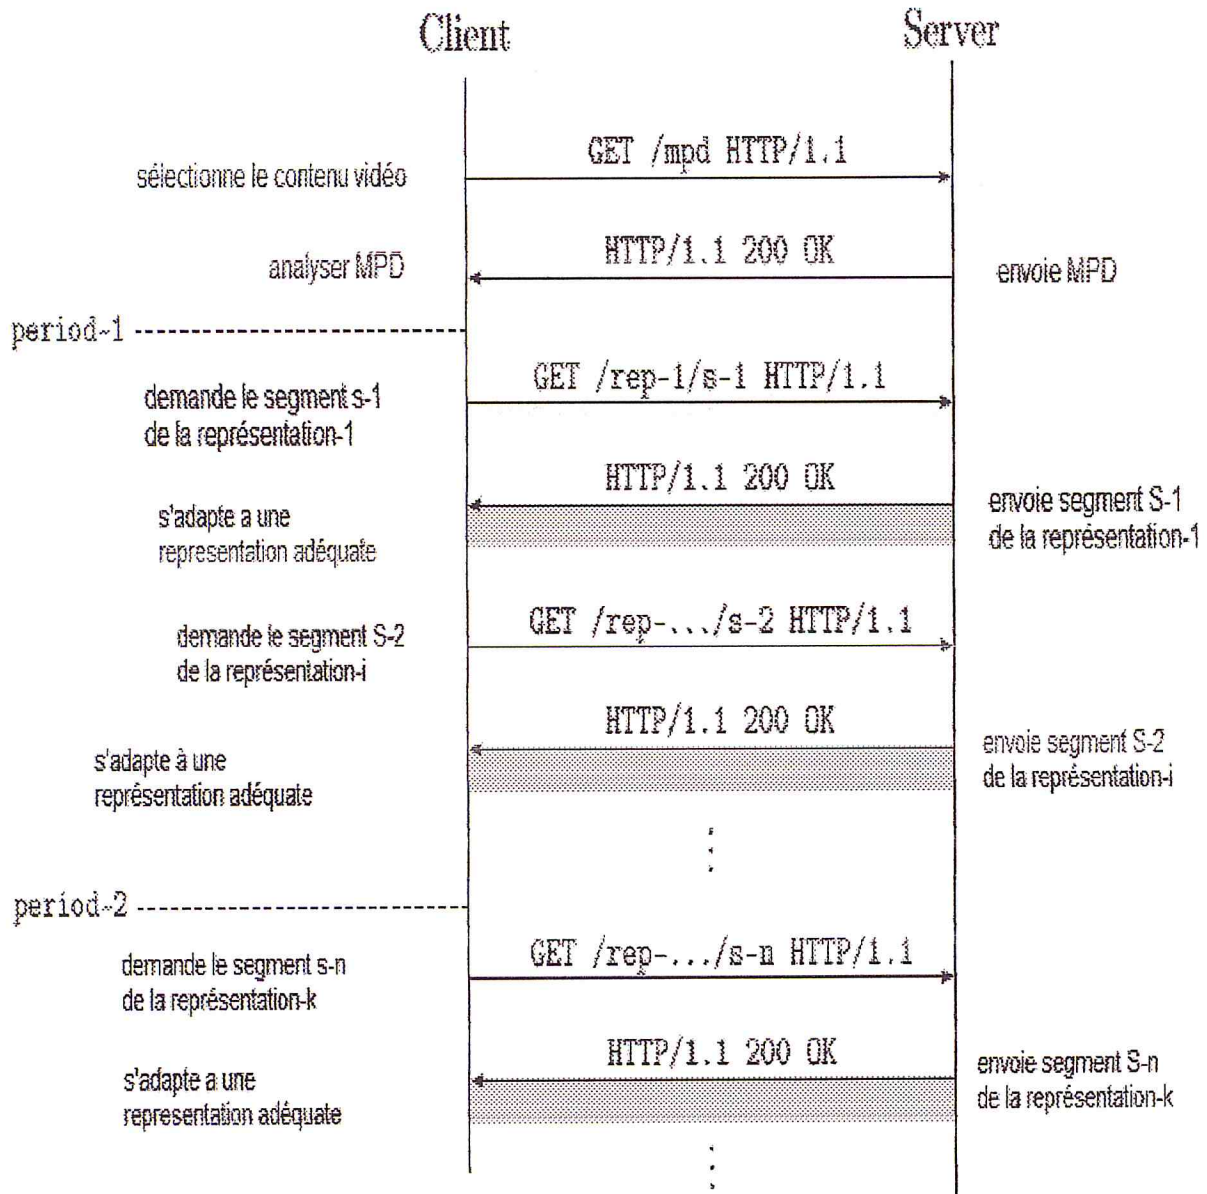 Client
Server
GET /mpd HTTP/1.1
sélectionne le contenu vidéo
HTTP/1.1 200 OK
analyser MPD
envoie MPD
period~1
GET /rep-1/s-1 HTTP/1.1
demande le segment s-1
de la représentation-1
HTTP/1.1 200 OK
envoie segment S-1
de la représentation-1
s'adapte a une
representation adéquate
GET /rep-.../s-2 HTTP/1.1
demande le segment S-2
de la représentation-i
HTTP/1.1 200 OK
envoie segment S-2
de la représentation-i
s'adapte à une
représentation adéquate
period~2
GET /rep-.../s-n HTTP/1.1
demande le segment s-n
de la représentation-k
HTTP/1.1 200 OK
envoie segment S-n
de la représentation-k
s'adapte a une
representation adéquate